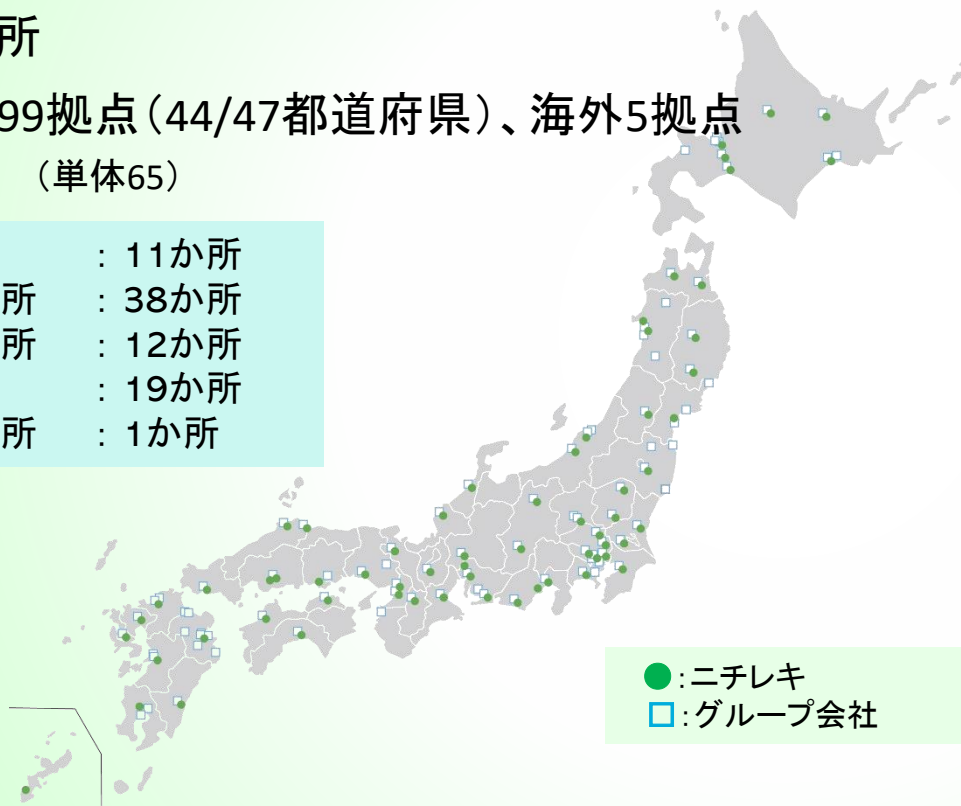 所
99拠点（44/47都道府県）、海外5拠点
（単体65）
：11か所
所 ：38か所
所 ：12か所
：19か所
所 ：1か所
：ニチレキ
：グループ会社